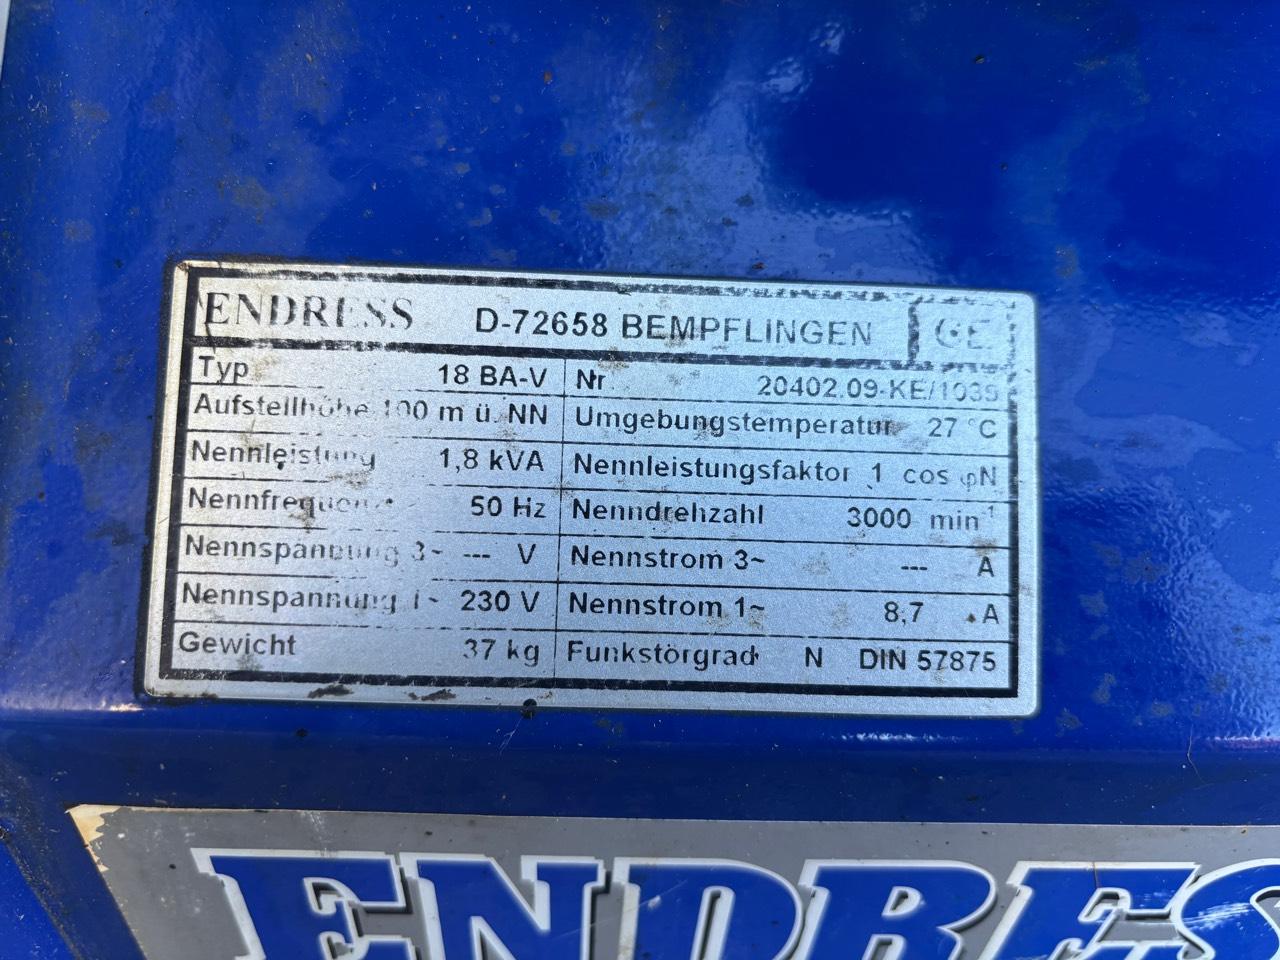 ENDRESS D-72658 BEMPFLINGEN CE
Typ 18 BA-V Nr 20402.09-KE/1039
Aufstellhöhe 100 m ü. NN Umgebungstemperatur 27 °C
Nennleistung 1,8 kVA Nennleistungsfaktor 1 cos φN
Nennfrequenz 50 Hz Nenndrehzahl 3000 min⁻¹
Nennspannung 3~ --- V Nennstrom 3~ --- A
Nennspannung 1~ 230 V Nennstrom 1~ 8,7 A
Gewicht 37 kg Funkstörgrad N DIN 57875
ENDRESS